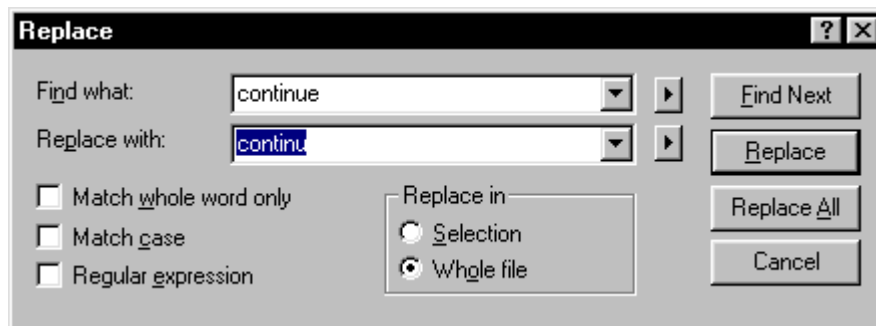 Replace
Find what: continue Find Next
Replace with: continu Replace
Match whole word only
Match case
Regular expression
Replace in
Selection
Whole file
Replace All
Cancel